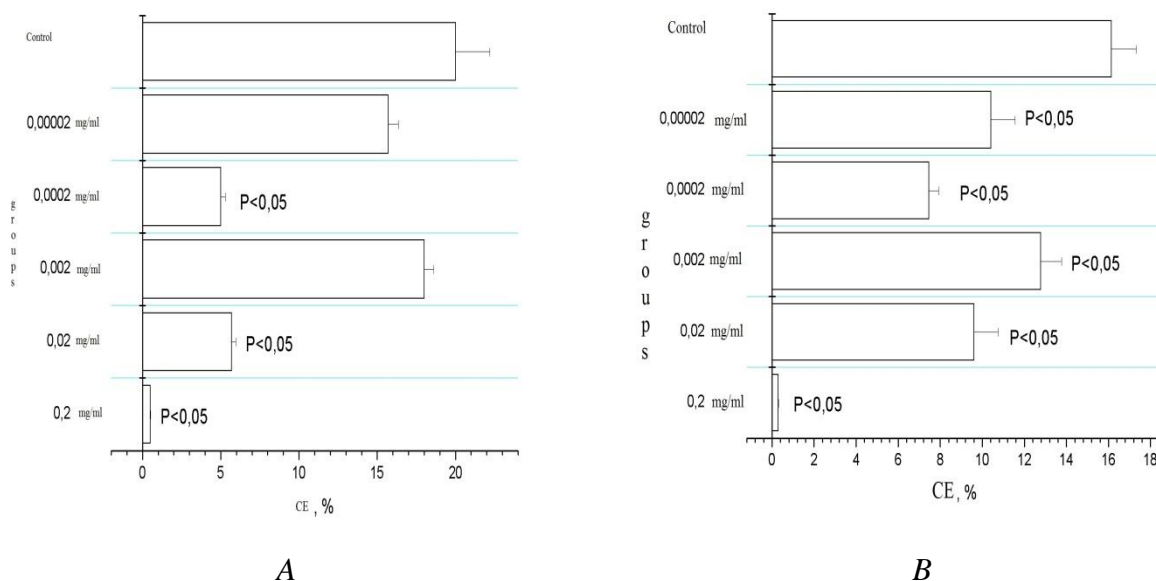 Control
0,00002 mg/ml
0,0002 mg/ml
P<0,05
0,002 mg/ml
0,02 mg/ml
P<0,05
0,2 mg/ml
P<0,05
groups
0 5 10 15 20
CE , %
A
Control
0,00002 mg/ml
P<0,05
0,0002 mg/ml
P<0,05
0,002 mg/ml
P<0,05
0,02 mg/ml
P<0,05
0,2 mg/ml
P<0,05
groups
0 2 4 6 8 10 12 14 16 18
CE , %
B